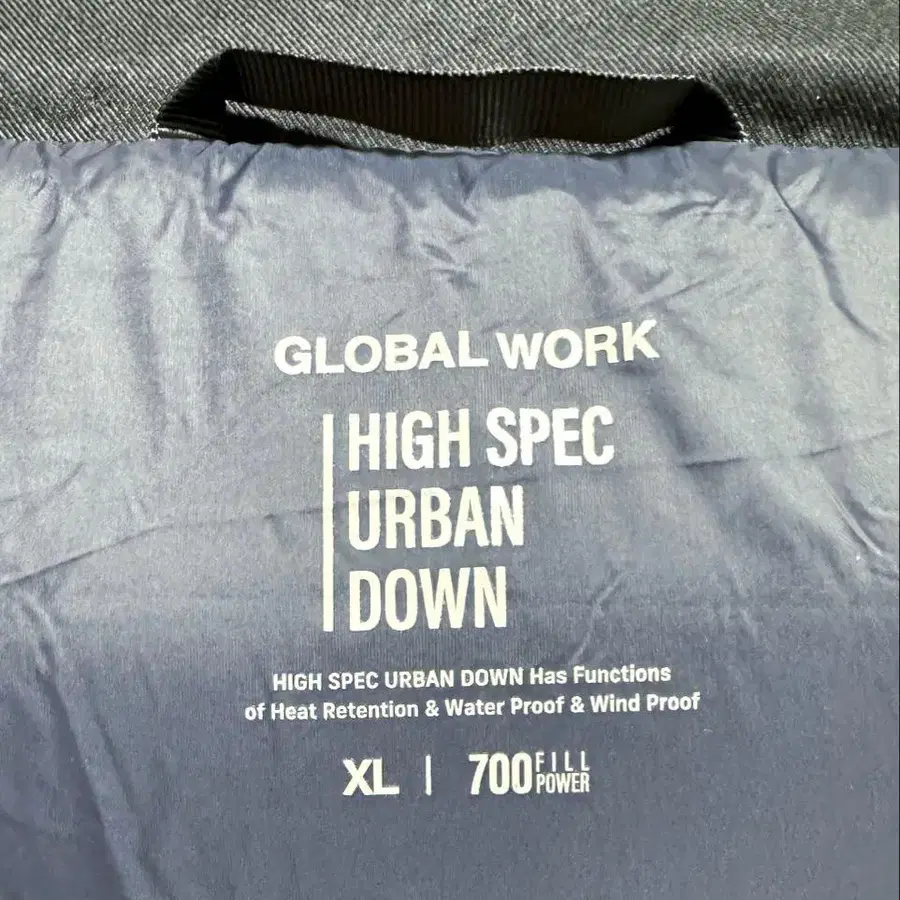 GLOBAL WORK
HIGH SPEC
URBAN
DOWN
HIGH SPEC URBAN DOWN Has Functions
of Heat Retention & Water Proof & Wind Proof
XL | 700 FILL POWER